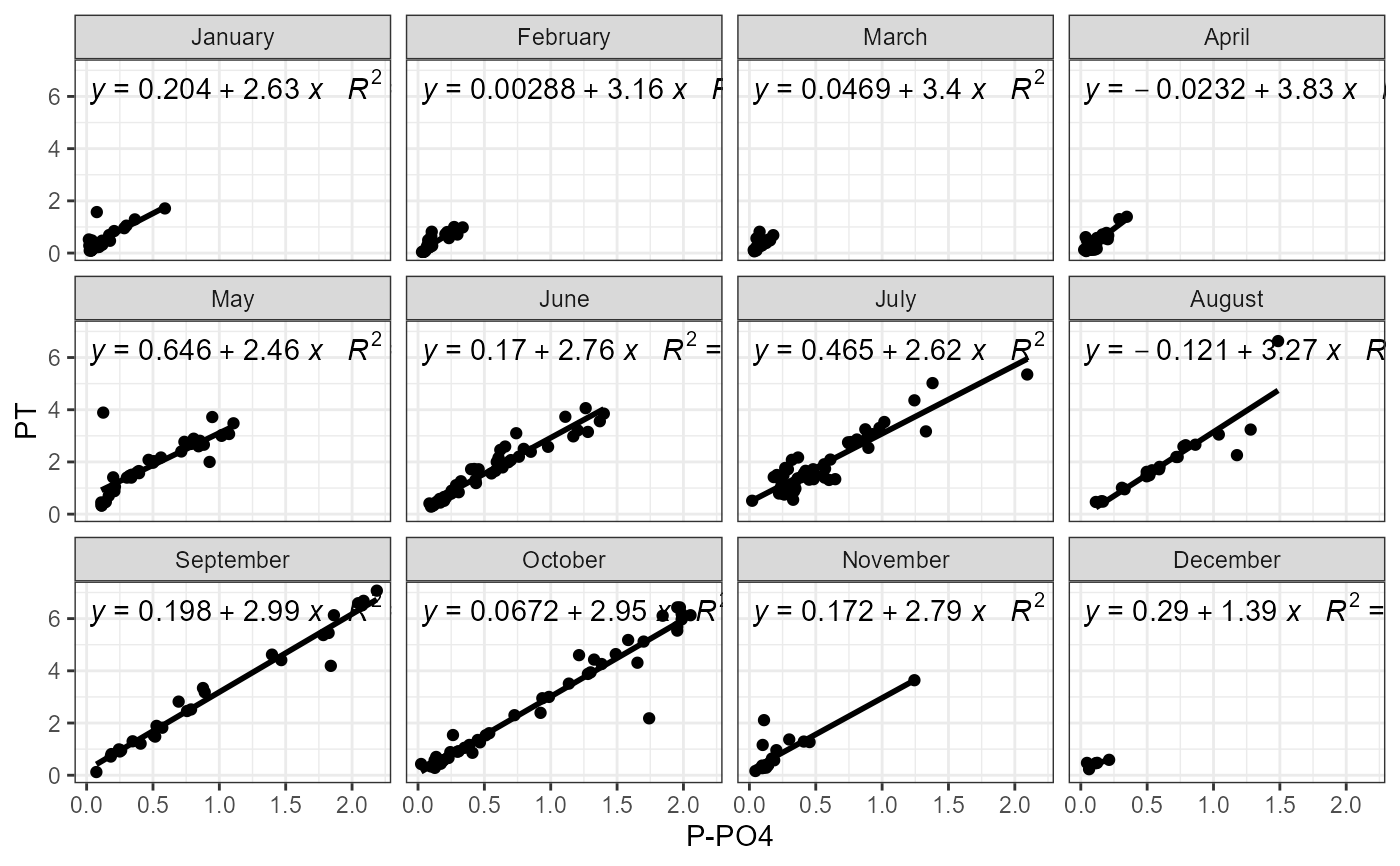 January February March April
y = 0.204 + 2.63 x R² y = 0.00288 + 3.16 x y = 0.0469 + 3.4 x R² y = − 0.0232 + 3.83 x
6
4
2
0
May June July August
y = 0.646 + 2.46 x R² y = 0.17 + 2.76 x R² = y = 0.465 + 2.62 x R² y = − 0.121 + 3.27 x R
6
4
2
0
PT
September October November December
y = 0.198 + 2.99 x R² y = 0.0672 + 2.95 x R² y = 0.172 + 2.79 x R² y = 0.29 + 1.39 x R² =
6
4
2
0
0.0 0.5 1.0 1.5 2.0 0.0 0.5 1.0 1.5 2.0 0.0 0.5 1.0 1.5 2.0 0.0 0.5 1.0 1.5 2.0
P-PO4